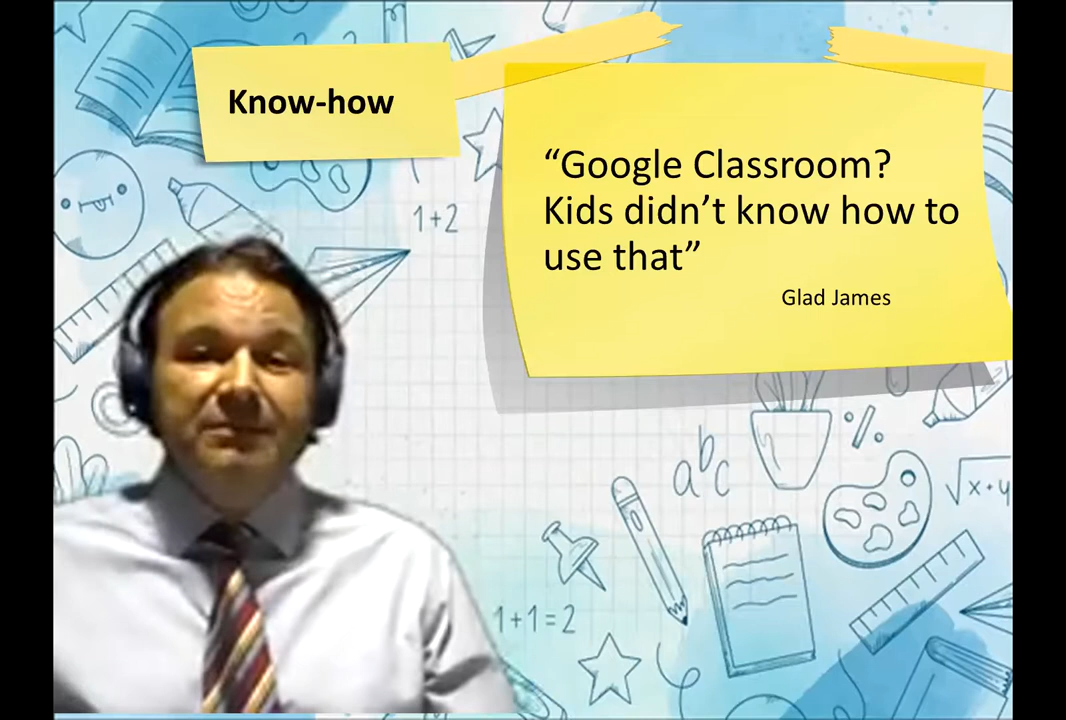 Know-how
“Google Classroom?
Kids didn’t know how to
use that”
Glad James
1+2
abc
%
√x+y
1+1=2